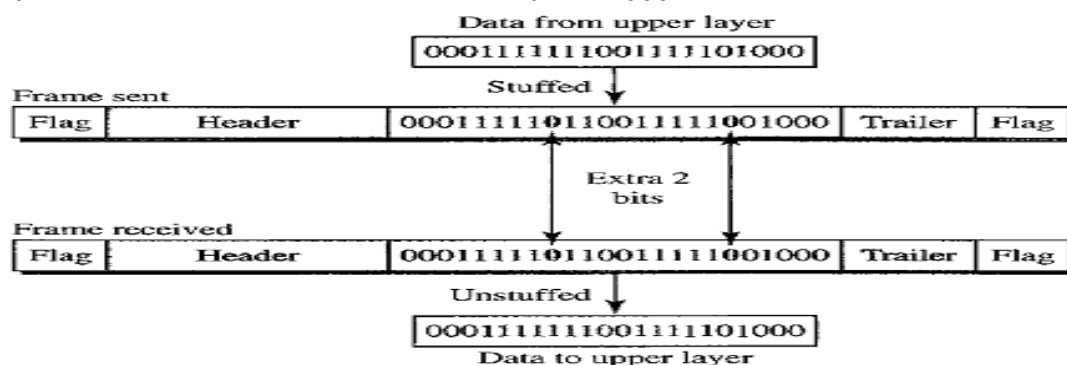 Data from upper layer
0001111111001111101000
Stuffed
Frame sent
Flag Header 000111110110011111001000 Trailer Flag
Extra 2
bits
Frame received
Flag Header 000111110110011111001000 Trailer Flag
Unstuffed
0001111111001111101000
Data to upper layer